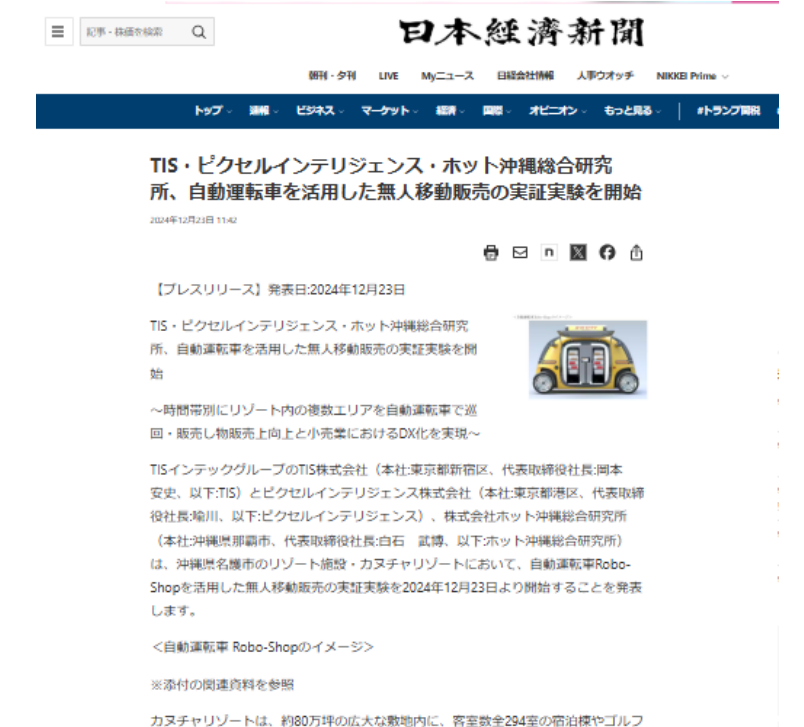 記事・株価を検索
日本経済新聞
朝刊・夕刊 LIVE Myニュース 日経会社情報 人事ウオッチ NIKKEI Prime
トップ 速報 ビジネス マーケット 経済 国際 オピニオン もっと見る #トランプ関税
TIS・ピクセルインテリジェンス・ホット沖縄総合研究
所、自動運転車を活用した無人移動販売の実証実験を開始
2024年12月23日 11:42
【プレスリリース】発表日:2024年12月23日
TIS・ピクセルインテリジェンス・ホット沖縄総合研究
所、自動運転車を活用した無人移動販売の実証実験を開
始
～時間帯別にリゾート内の複数エリアを自動運転車で巡
回・販売し物販売上向上と小売業におけるDX化を実現～
TISインテックグループのTIS株式会社（本社:東京都新宿区、代表取締役社長:岡本
安史、以下:TIS）とピクセルインテリジェンス株式会社（本社:東京都港区、代表取締
役社長:喻川、以下:ピクセルインテリジェンス）、株式会社ホット沖縄総合研究所
（本社:沖縄県那覇市、代表取締役社長:白石　武博、以下:ホット沖縄総合研究所）
は、沖縄県名護市のリゾート施設・カヌチャリゾートにおいて、自動運転車Robo-
Shopを活用した無人移動販売の実証実験を2024年12月23日より開始することを発表
します。
＜自動運転車 Robo-Shopのイメージ＞
※添付の関連資料を参照
カヌチャリゾートは、約80万坪の広大な敷地内に、客室数全294室の宿泊棟やゴルフ